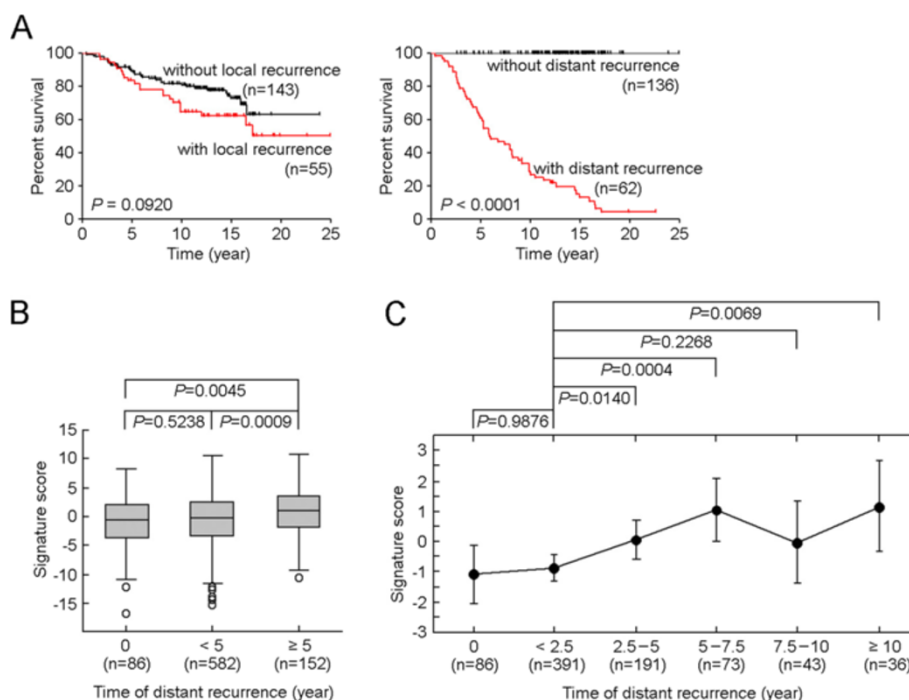 A
100
80
60
40
20
0
Percent survival
without local recurrence
(n=143)
with local recurrence
(n=55)
P = 0.0920
0 5 10 15 20 25
Time (year)
100
80
60
40
20
0
Percent survival
without distant recurrence
(n=136)
with distant recurrence
(n=62)
P < 0.0001
0 5 10 15 20 25
Time (year)
B
P=0.0045
P=0.5238 P=0.0009
15
10
5
0
-5
-10
-15
Signature score
0 < 5 ≥ 5
(n=86) (n=582) (n=152)
Time of distant recurrence (year)
C
P=0.0069
P=0.2268
P=0.0004
P=0.0140
P=0.9876
3
2
1
0
-1
-2
-3
Signature score
0 < 2.5 2.5−5 5−7.5 7.5−10 ≥ 10
(n=86) (n=391) (n=191) (n=73) (n=43) (n=36)
Time of distant recurrence (year)